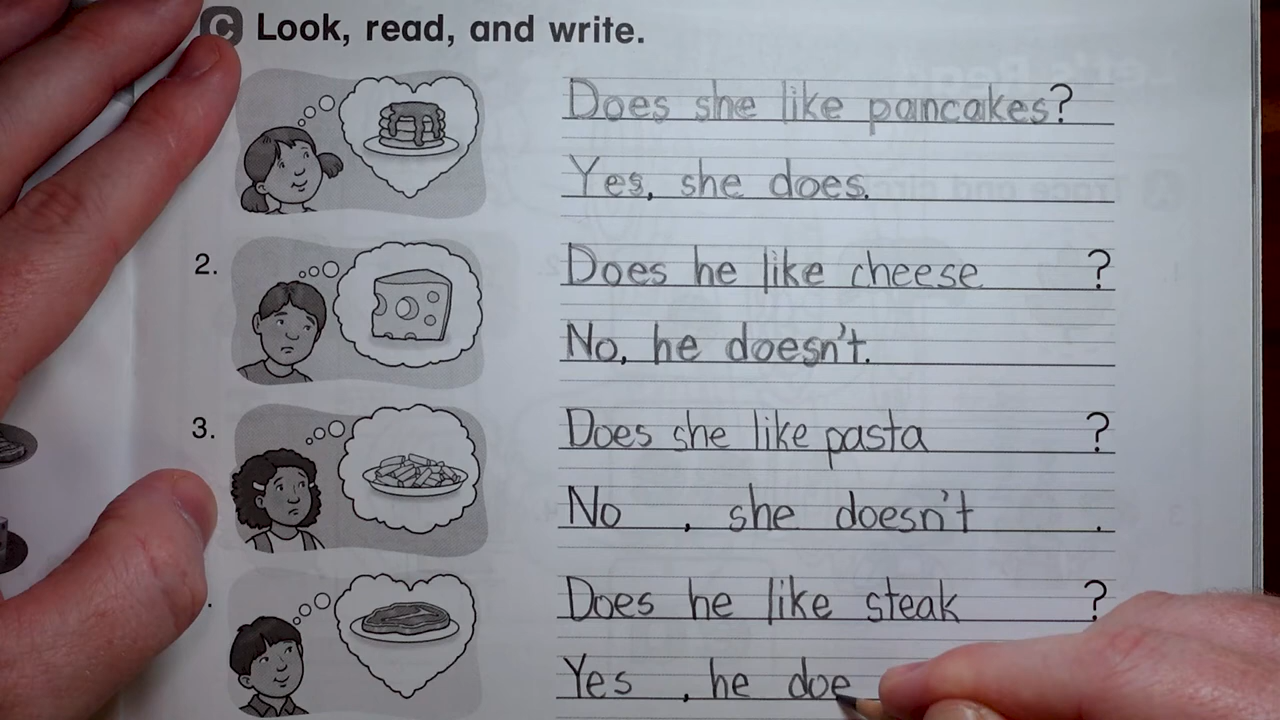 C Look, read, and write.
Does she like pancakes?
Yes, she does.
2. Does he like cheese ?
No, he doesn't.
3. Does she like pasta ?
No , she doesn't .
Does he like steak ?
Yes , he doe